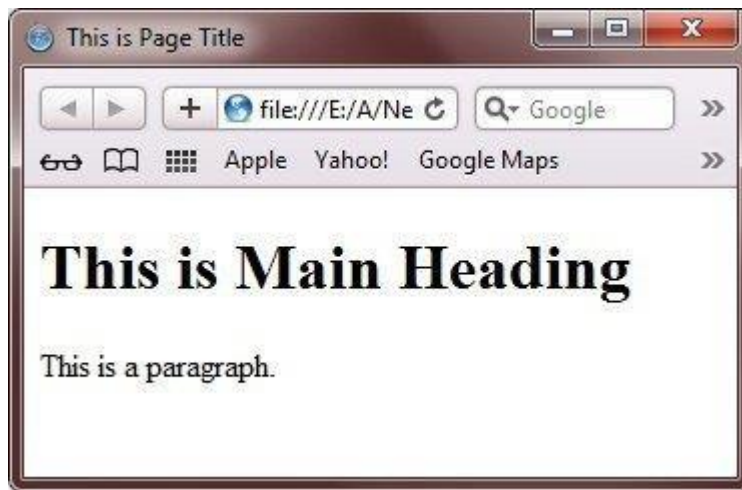 This is Page Title
file:///E:/A/Ne
Google
Apple Yahoo! Google Maps
This is Main Heading
This is a paragraph.